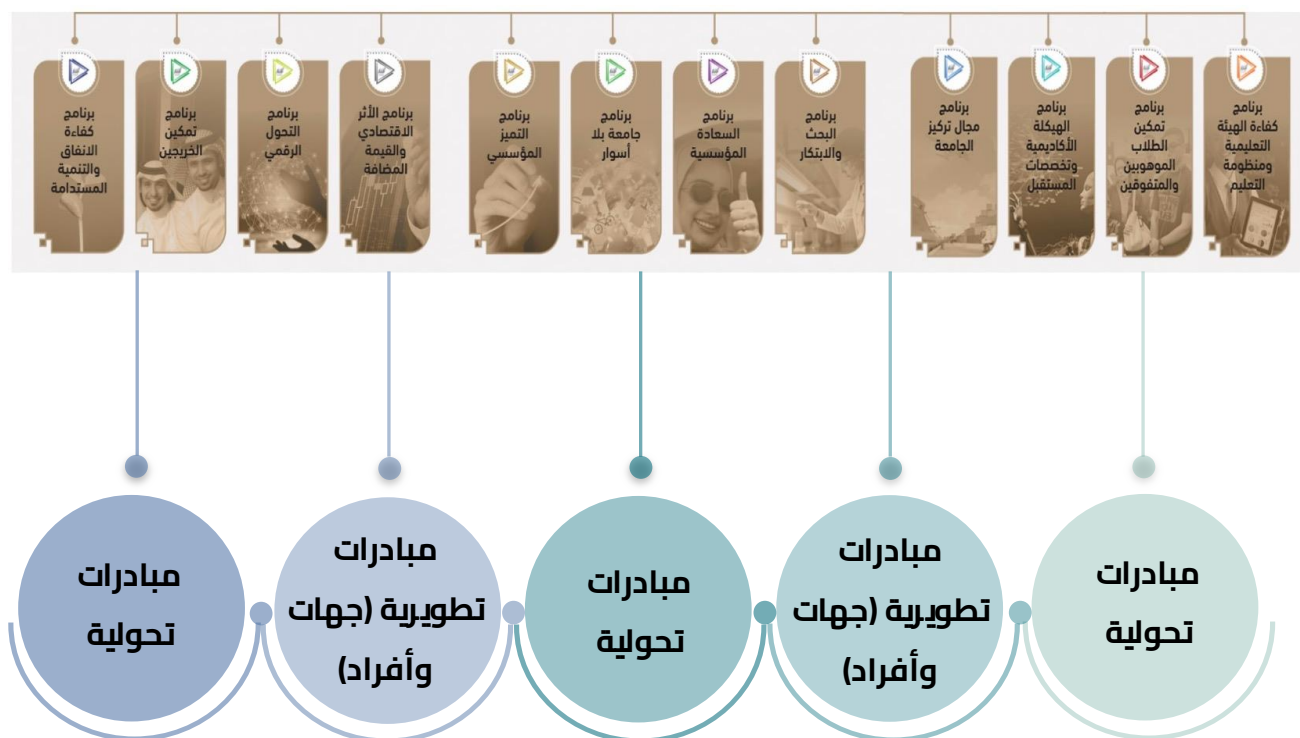 برنامج
كفاءة الهيئة
التعليمية
ومنظومة
التعليم
برنامج
تمكين
الطلاب
الموهوبين
والمتفوقين
برنامج
الهيكلة
الأكاديمية
وتخصصات
المستقبل
برنامج
مجال تركيز
الجامعة
برنامج
البحث
والابتكار
برنامج
السعادة
المؤسسية
برنامج
جامعة بلا
أسوار
برنامج
التميز
المؤسسي
برنامج الأثر
الاقتصادي
والقيمة
المضافة
برنامج
التحول
الرقمي
برنامج
تمكين
الخريجين
برنامج
كفاءة
الانفاق
والتنمية
المستدامة
مبادرات
تحولية
مبادرات
تطويرية (جهات
وأفراد)
مبادرات
تحولية
مبادرات
تطويرية (جهات
وأفراد)
مبادرات
تحولية